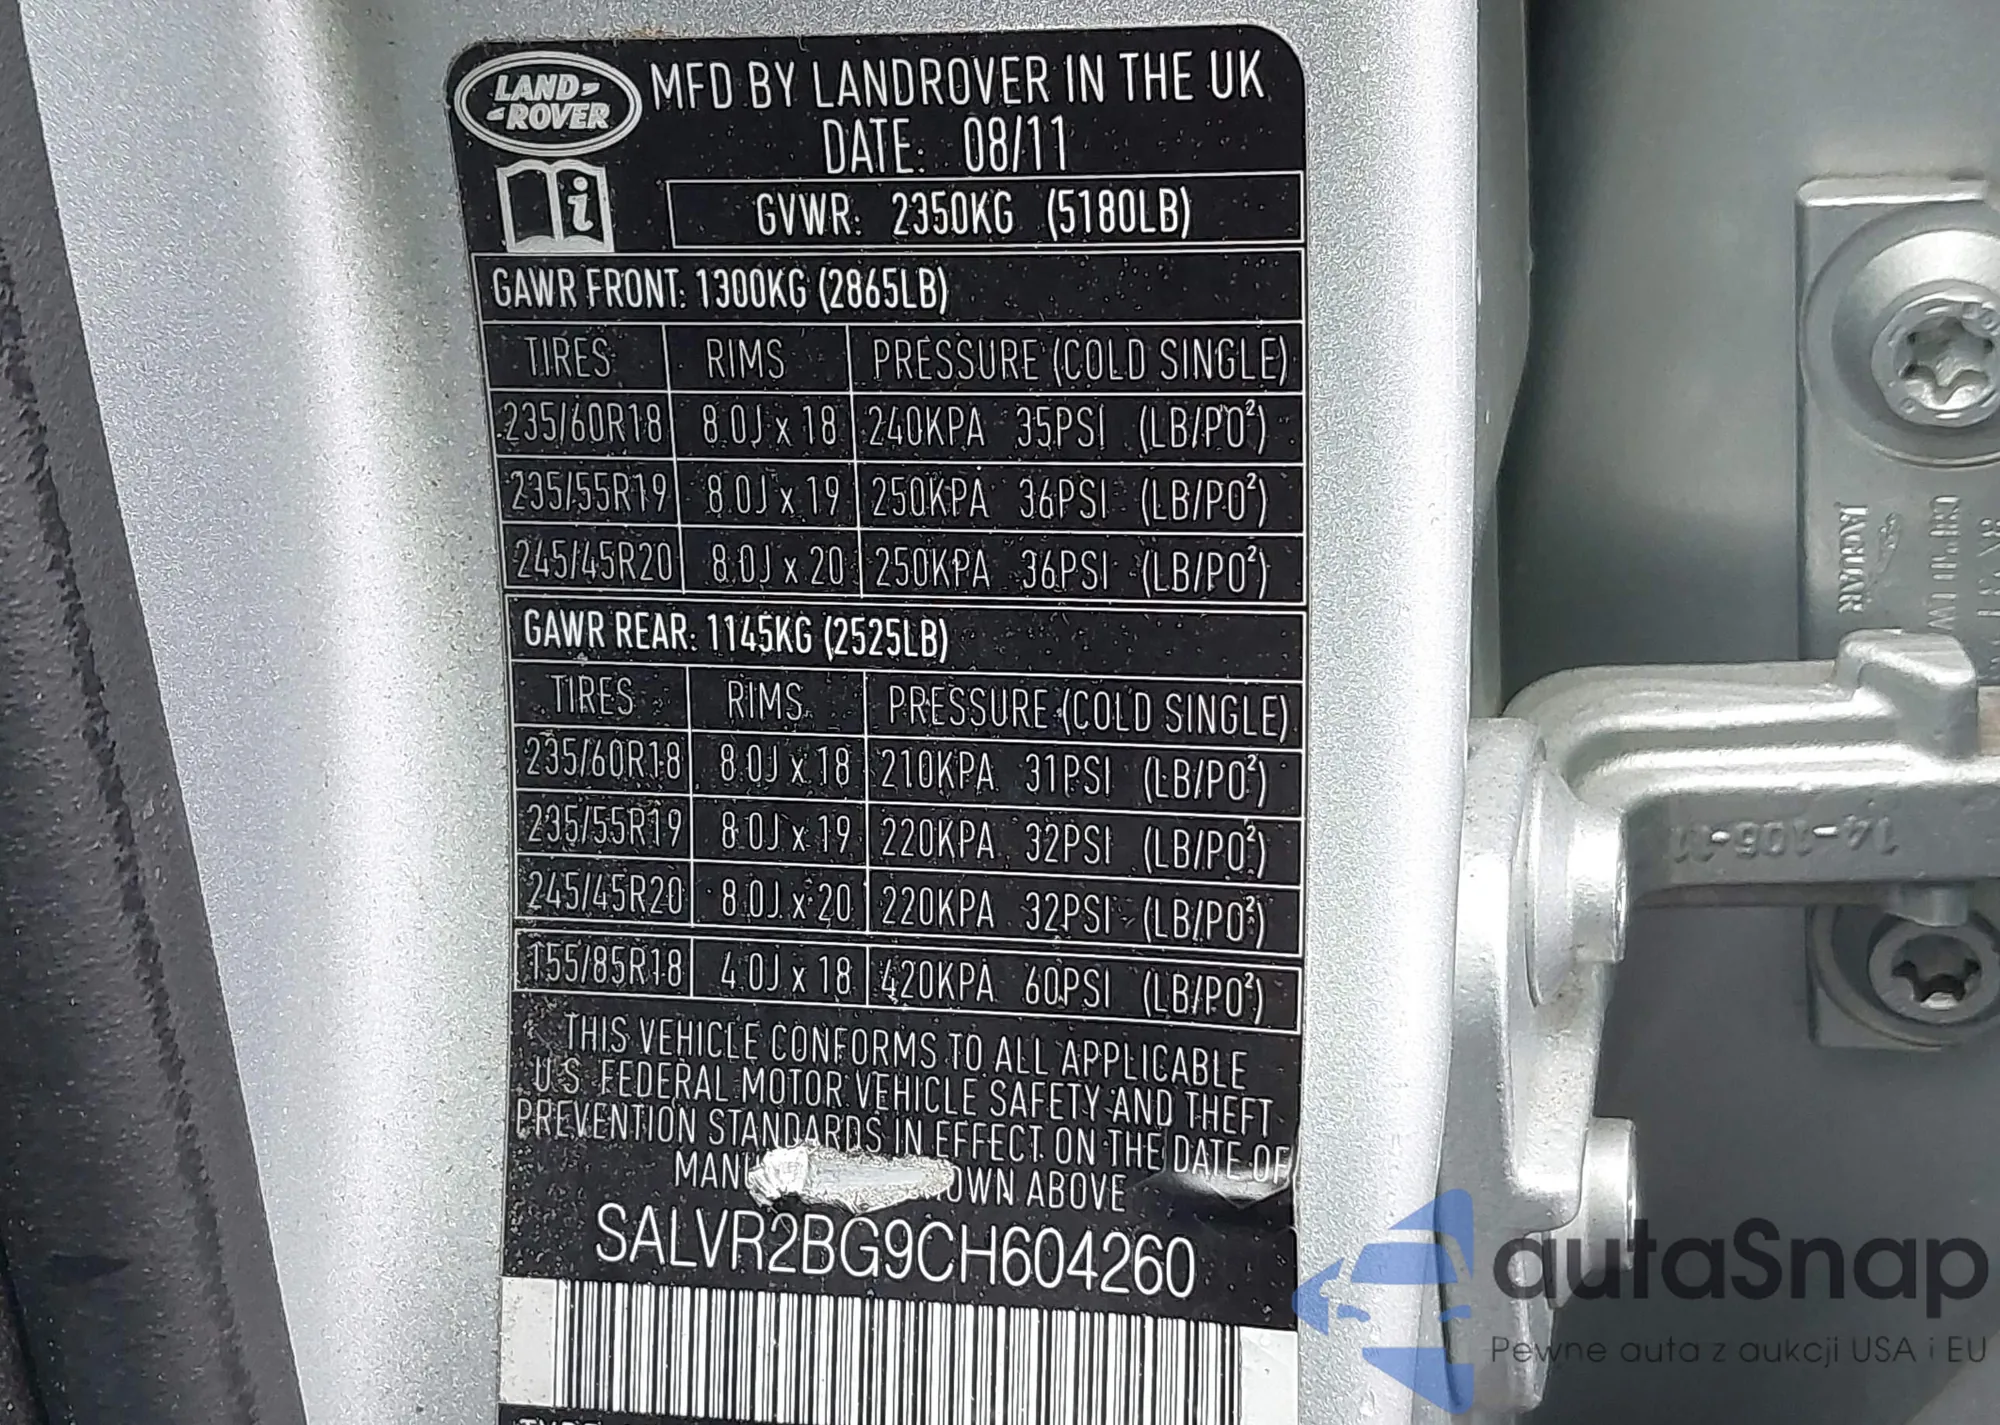 LAND-
-ROVER
MFD BY LANDROVER IN THE UK
DATE: 08/11
i
GVWR: 2350KG (5180LB)
GAWR FRONT: 1300KG (2865LB)
TIRES RIMS PRESSURE (COLD SINGLE)
235/60R18 8.0J x 18 240KPA 35PSI (LB/PO²)
235/55R19 8.0J x 19 250KPA 36PSI (LB/PO²)
245/45R20 8.0J x 20 250KPA 36PSI (LB/PO²)
GAWR REAR: 1145KG (2525LB)
TIRES RIMS PRESSURE (COLD SINGLE)
235/60R18 8.0J x 18 210KPA 31PSI (LB/PO²)
235/55R19 8.0J x 19 220KPA 32PSI (LB/PO²)
245/45R20 8.0J x 20 220KPA 32PSI (LB/PO²)
155/85R18 4.0J x 18 420KPA 60PSI (LB/PO²)
THIS VEHICLE CONFORMS TO ALL APPLICABLE
U.S. FEDERAL MOTOR VEHICLE SAFETY AND THEFT
PREVENTION STANDARDS IN EFFECT ON THE DATE OF
ABOVE
SALVR2BG9CH604260
JAGUAR
14-106-11
autaSnap
Pewne auta z aukcji USA i EU